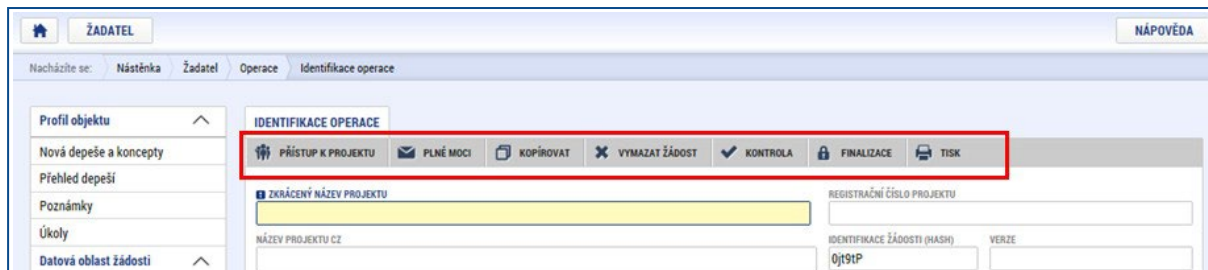 ŽADATEL NÁPOVĚDA
Nacházíte se: Nástěnka Žadatel Operace Identifikace operace
Profil objektu IDENTIFIKACE OPERACE
Nová depeše a koncepty PŘÍSTUP K PROJEKTU PLNÉ MOCI KOPÍROVAT VYMAZAT ŽÁDOST KONTROLA FINALIZACE TISK
Přehled depeší
Poznámky ZKRÁCENÝ NÁZEV PROJEKTU REGISTRAČNÍ ČÍSLO PROJEKTU
Úkoly NÁZEV PROJEKTU CZ IDENTIFIKACE ŽÁDOSTI (HASH) VERZE
Datová oblast žádosti 0jt9tP